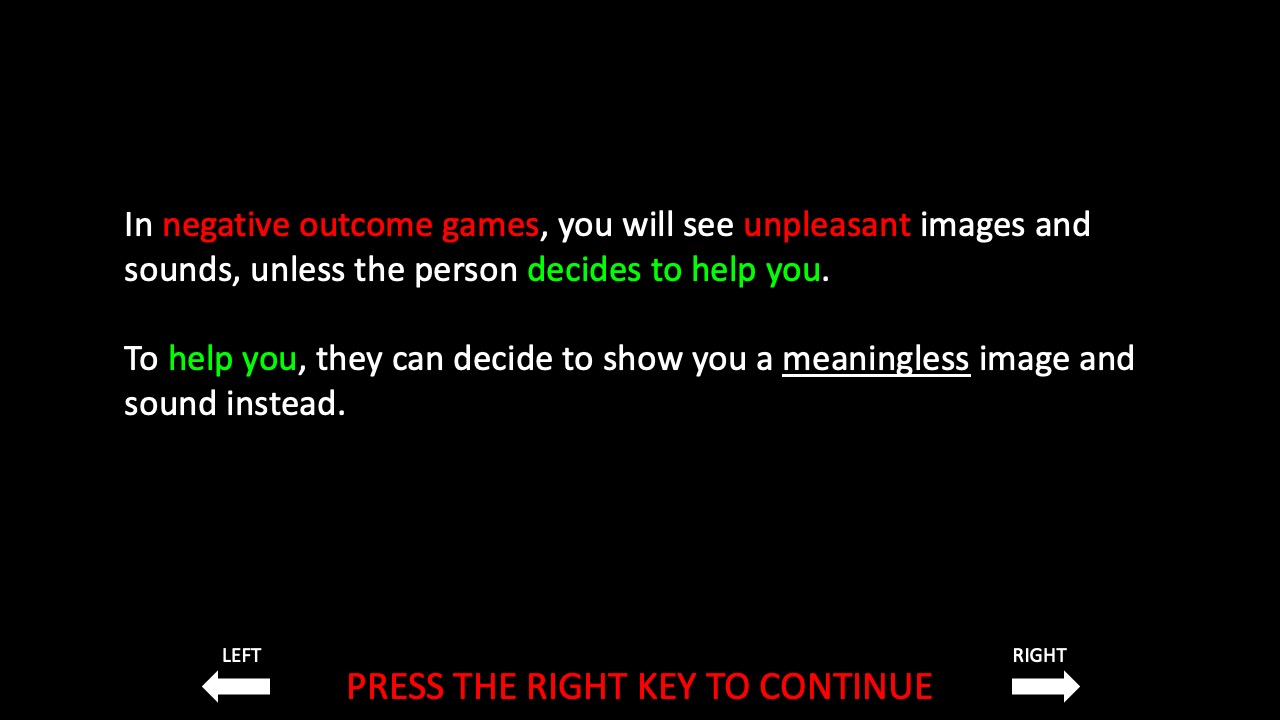 In negative outcome games, you will see unpleasant images and
sounds, unless the person decides to help you.
To help you, they can decide to show you a meaningless image and
sound instead.
LEFT
RIGHT
PRESS THE RIGHT KEY TO CONTINUE